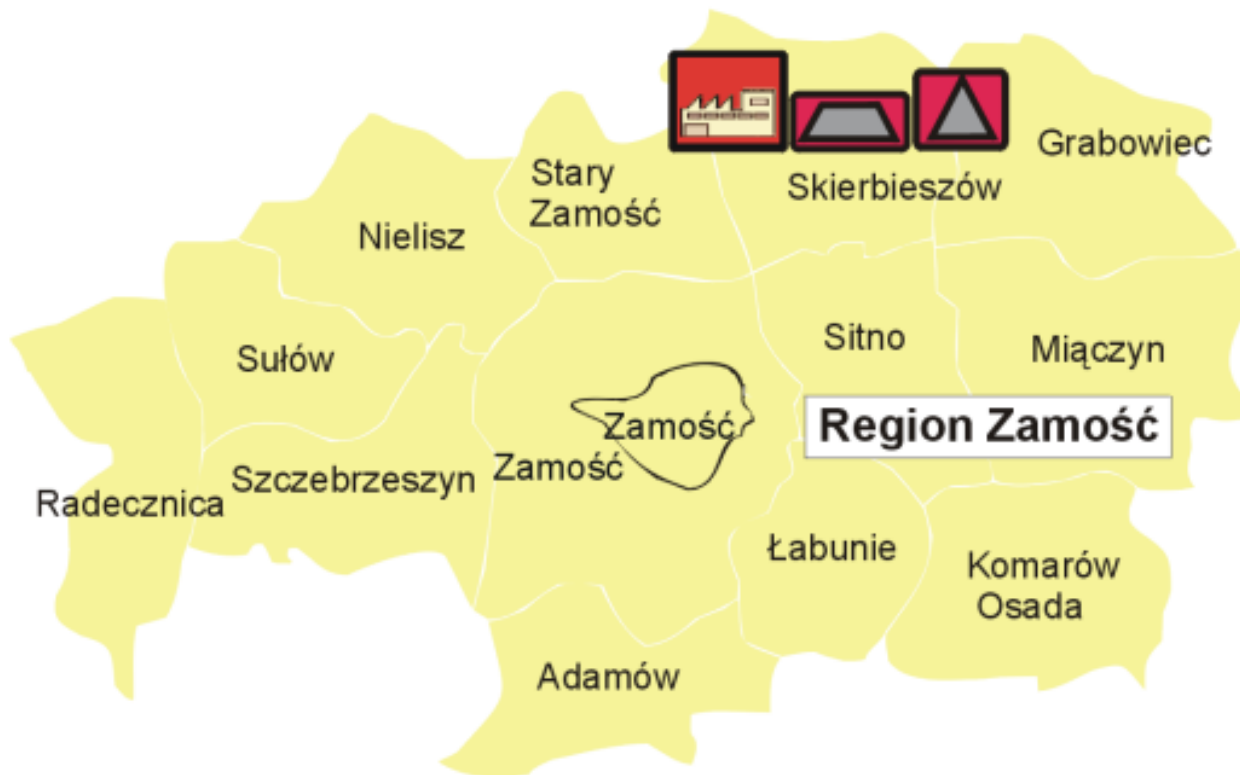 Grabowiec
Stary
Zamość
Skierbieszów
Nielisz
Sitno
Miączyn
Sułów
Zamość
Region Zamość
Zamość
Szczebrzeszyn
Radecznica
Łabunie
Komarów
Osada
Adamów